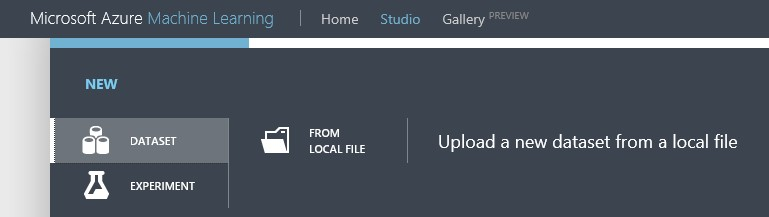 Microsoft Azure Machine Learning Home Studio Gallery PREVIEW
NEW
DATASET
FROM
LOCAL FILE
Upload a new dataset from a local file
EXPERIMENT